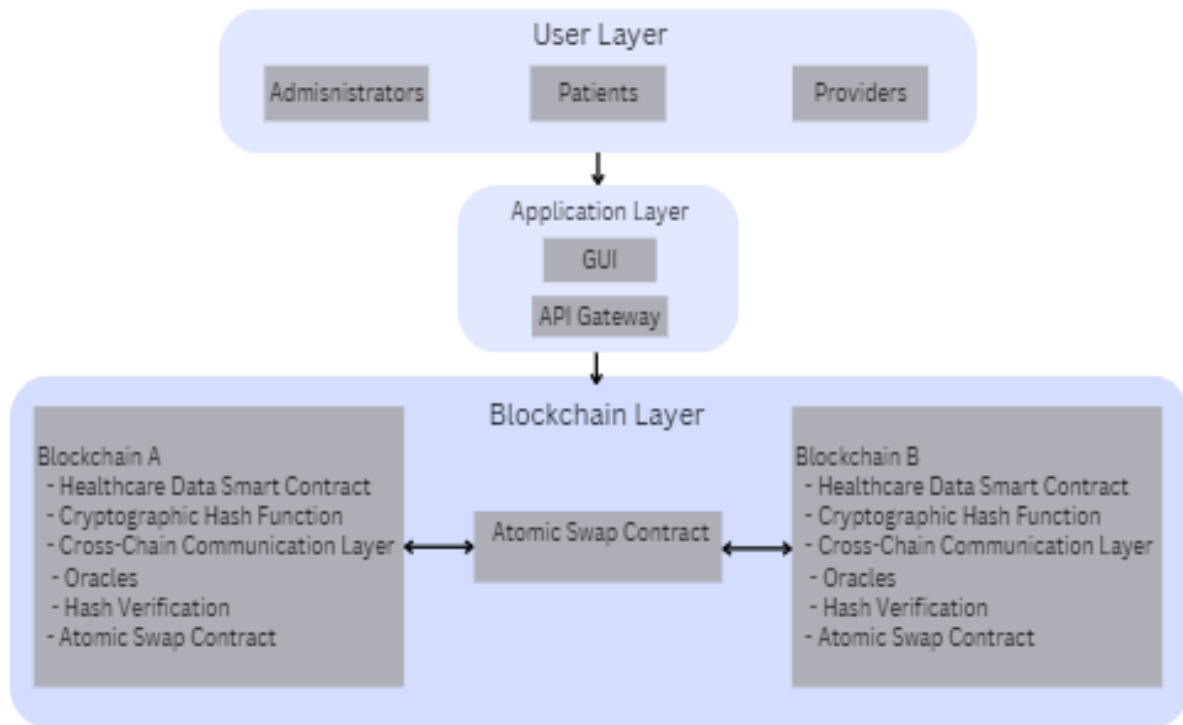 User Layer
Admisnistrators
Patients
Providers
Application Layer
GUI
API Gateway
Blockchain Layer
Blockchain A
- Healthcare Data Smart Contract
- Cryptographic Hash Function
- Cross-Chain Communication Layer
- Oracles
- Hash Verification
- Atomic Swap Contract
Atomic Swap Contract
Blockchain B
- Healthcare Data Smart Contract
- Cryptographic Hash Function
- Cross-Chain Communication Layer
- Oracles
- Hash Verification
- Atomic Swap Contract